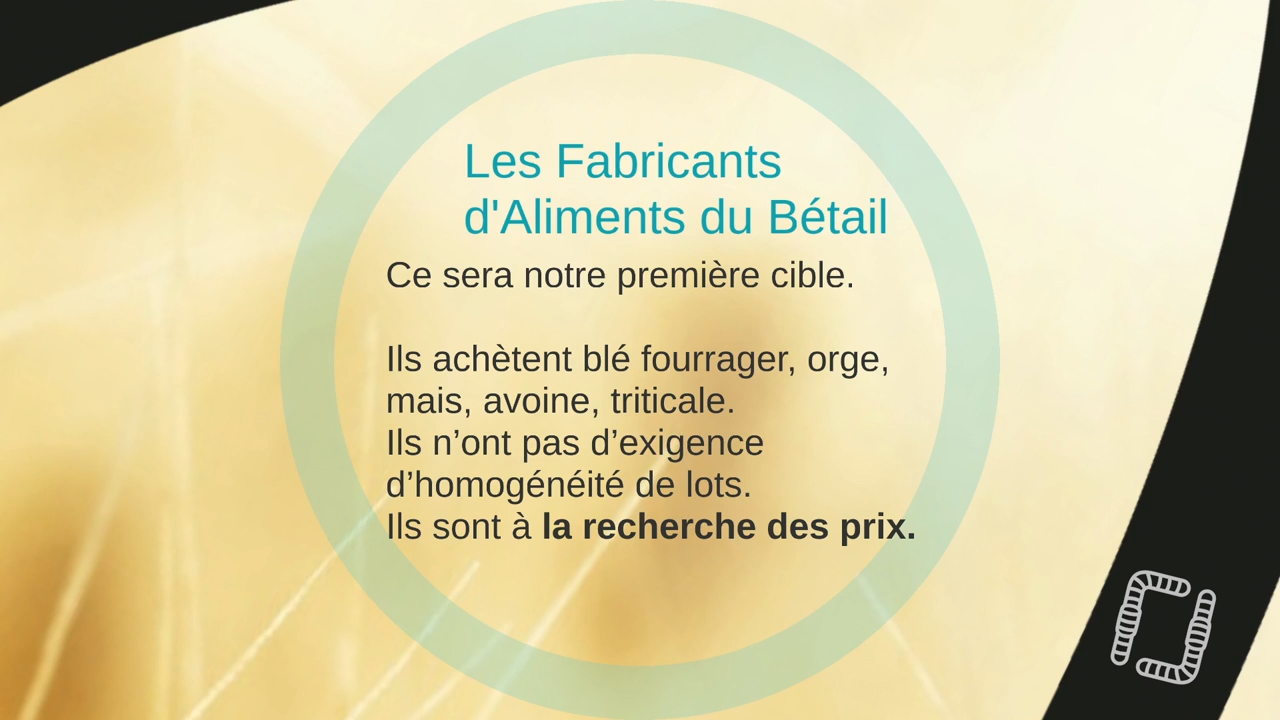 Les Fabricants
d'Aliments du Bétail
Ce sera notre première cible.
Ils achètent blé fourrager, orge,
mais, avoine, triticale.
Ils n’ont pas d’exigence
d’homogénéité de lots.
Ils sont à la recherche des prix.